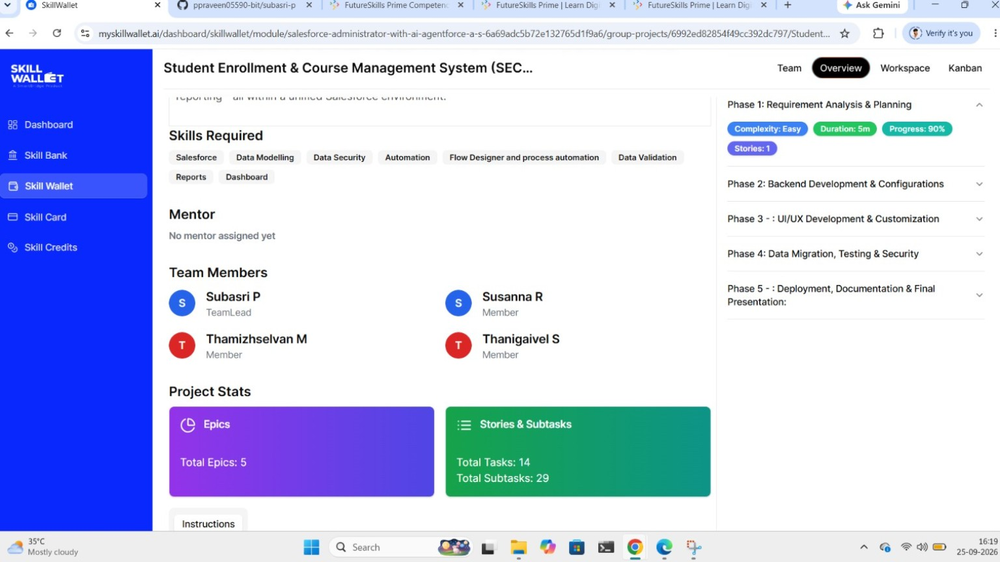 SkillWallet
ppraveen05590-bit/subasri-p
FutureSkills Prime Competenc
FutureSkills Prime | Learn Digi
FutureSkills Prime | Learn Digi
Ask Gemini
myskillwallet.ai/dashboard/skillwallet/module/salesforce-administrator-with-ai-agentforce-a-s-6a69adc5b72e132765d1f9a6/group-projects/6992ed82854f49cc392dc797/Student...
Verify it's you
SKILL
WALLET
A SmartBridge Product
Dashboard
Skill Bank
Skill Wallet
Skill Card
Skill Credits
Student Enrollment & Course Management System (SEC...
Team
Overview
Workspace
Kanban
reporting—all within a unified Salesforce environment.
Skills Required
Salesforce
Data Modelling
Data Security
Automation
Flow Designer and process automation
Data Validation
Reports
Dashboard
Mentor
No mentor assigned yet
Team Members
S
Subasri P
TeamLead
S
Susanna R
Member
T
Thamizhselvan M
Member
T
Thanigaivel S
Member
Project Stats
Epics
Total Epics: 5
Stories & Subtasks
Total Tasks: 14
Total Subtasks: 29
Instructions
Phase 1: Requirement Analysis & Planning
Complexity: Easy
Duration: 5m
Progress: 90%
Stories: 1
Phase 2: Backend Development & Configurations
Phase 3 - : UI/UX Development & Customization
Phase 4: Data Migration, Testing & Security
Phase 5 - : Deployment, Documentation & Final
Presentation:
35°C
Mostly cloudy
Search
16:19
25-09-2026